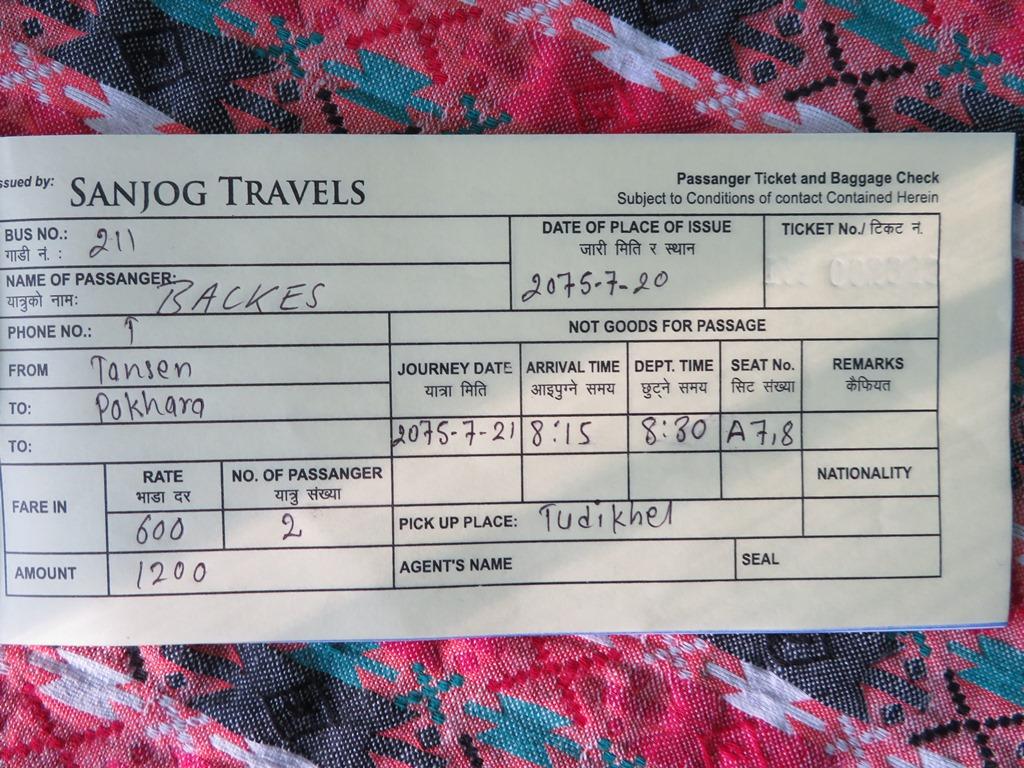 ssued by: SANJOG TRAVELS
Passanger Ticket and Baggage Check
Subject to Conditions of contact Contained Herein
BUS NO.: 211
गाडी नं. :
DATE OF PLACE OF ISSUE
जारी मिति र स्थान
2075-7-20
TICKET No./ टिकट नं.
NAME OF PASSANGER:
यात्रुको नामः BACKES
PHONE NO.:
NOT GOODS FOR PASSAGE
FROM Tansen
TO: Pokhara
TO:
JOURNEY DATE ARRIVAL TIME DEPT. TIME SEAT No. REMARKS
यात्रा मिति आइपुग्ने समय छुट्ने समय सिट संख्या कैफियत
2075-7-21 8:15 8:30 A7,8
NATIONALITY
FARE IN
RATE NO. OF PASSANGER
भाडा दर यात्रु संख्या
600 2
PICK UP PLACE: Tudikhel
AMOUNT 1200
AGENT'S NAME SEAL